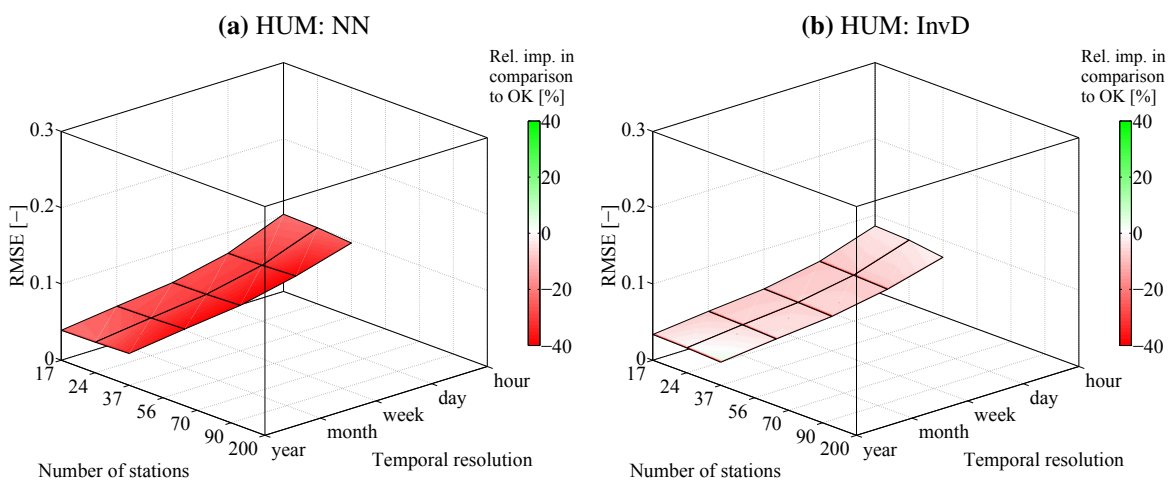 (a) HUM: NN
Rel. imp. in
comparison
to OK [%]
40
20
0
−20
−40
0.3
0.2
0.1
0
RMSE [−]
17
24
37
56
70
90
200
year
month
week
day
hour
Number of stations
Temporal resolution
(b) HUM: InvD
Rel. imp. in
comparison
to OK [%]
40
20
0
−20
−40
0.3
0.2
0.1
0
RMSE [−]
17
24
37
56
70
90
200
year
month
week
day
hour
Number of stations
Temporal resolution